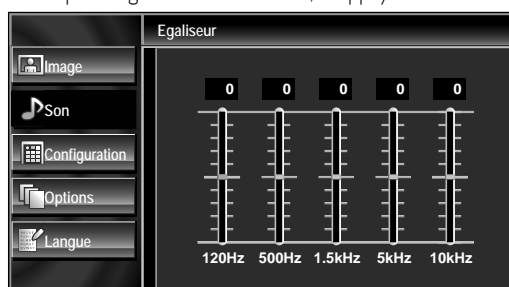 Egaliseur
Image
Son
Configuration
Options
Langue
0 0 0 0 0
120Hz 500Hz 1.5kHz 5kHz 10kHz